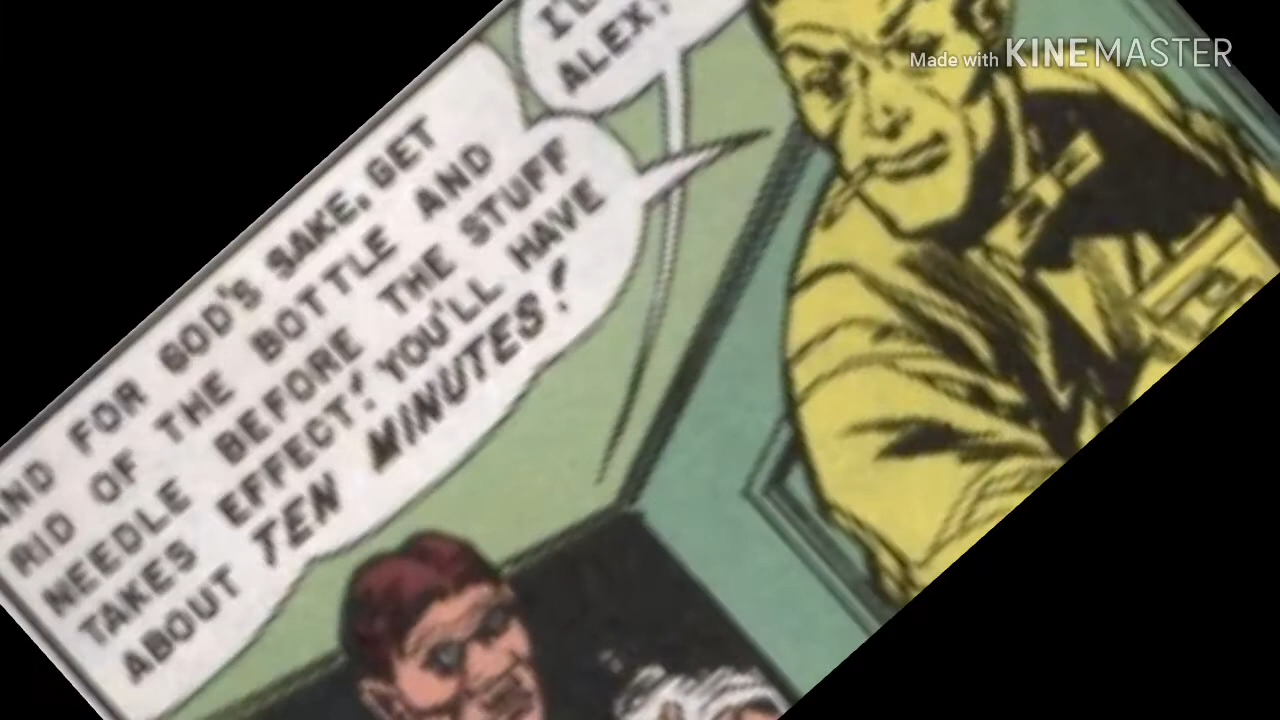 ALEX!
AND FOR GOD'S SAKE, GET
RID OF THE BOTTLE AND
NEEDLE BEFORE THE STUFF
TAKES EFFECT! YOU'LL HAVE
ABOUT TEN MINUTES!
Made with KINEMASTER